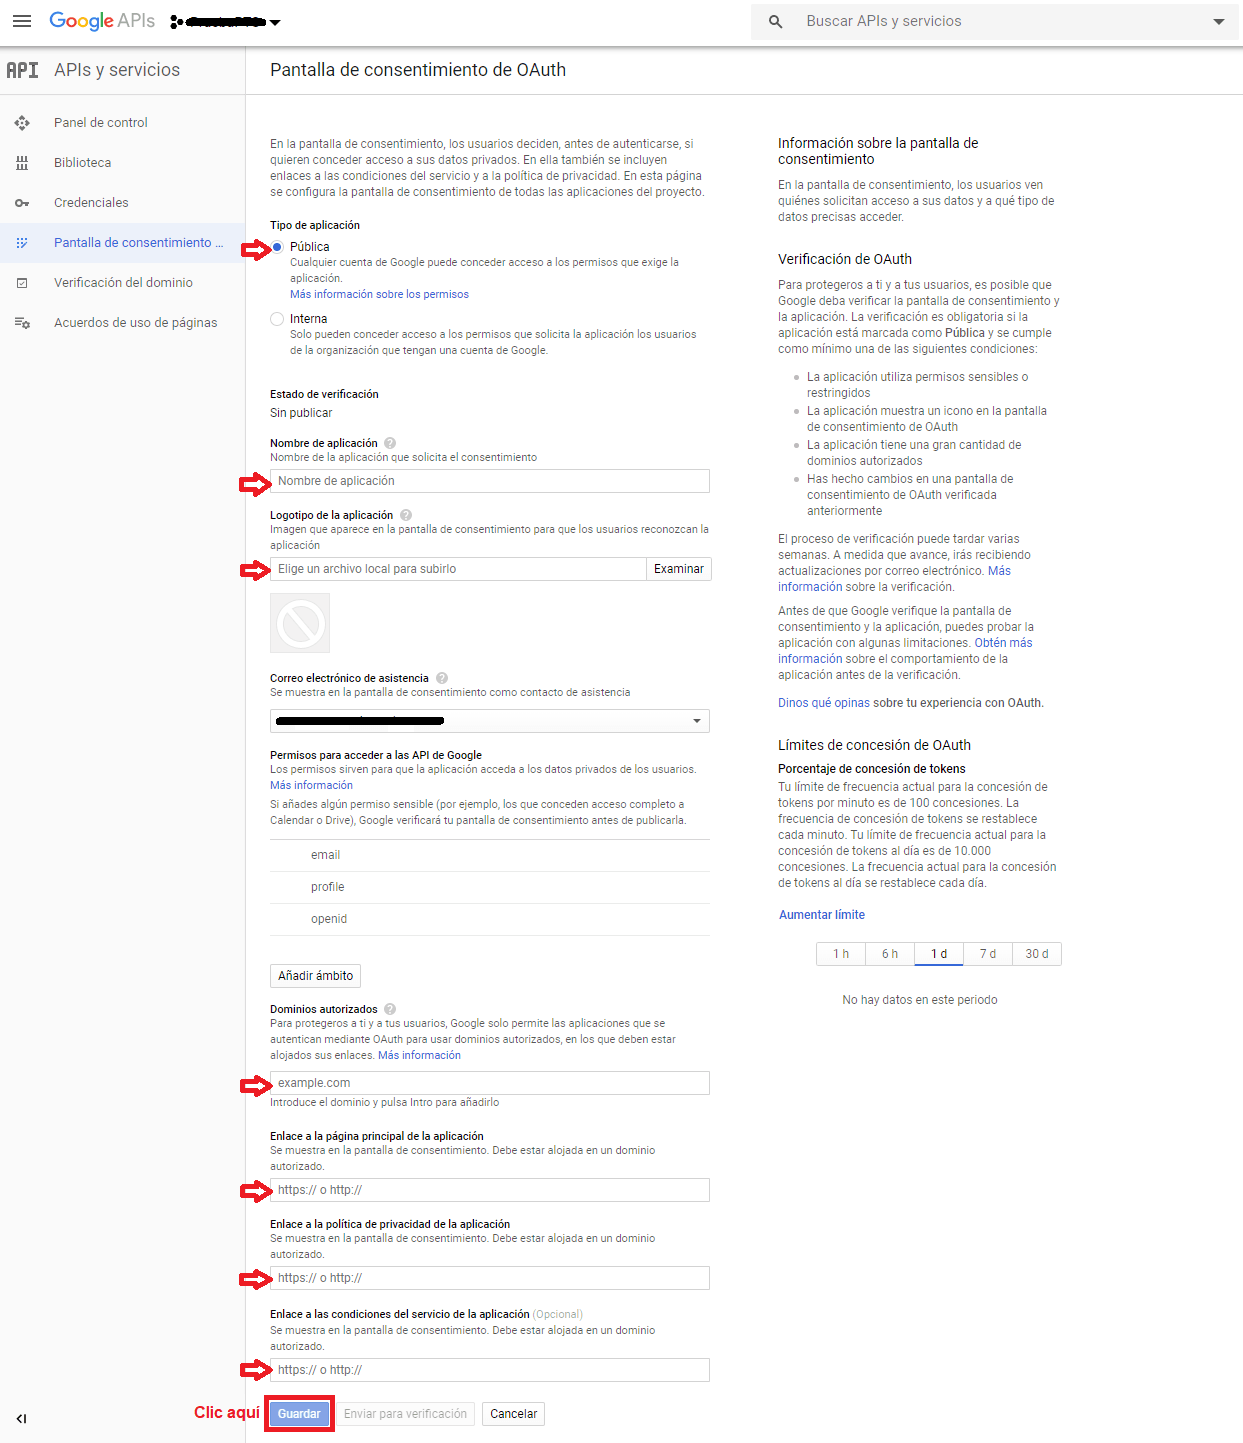 Google APIs
Buscar APIs y servicios
API APIs y servicios
Pantalla de consentimiento de OAuth
Panel de control
Biblioteca
Credenciales
Pantalla de consentimiento ...
Verificación del dominio
Acuerdos de uso de páginas
En la pantalla de consentimiento, los usuarios deciden, antes de autenticarse, si
quieren conceder acceso a sus datos privados. En ella también se incluyen
enlaces a las condiciones del servicio y a la política de privacidad. En esta página
se configura la pantalla de consentimiento de todas las aplicaciones del proyecto.
Tipo de aplicación
Pública
Cualquier cuenta de Google puede conceder acceso a los permisos que exige la
aplicación.
Más información sobre los permisos
Interna
Solo pueden conceder acceso a los permisos que solicita la aplicación los usuarios
de la organización que tengan una cuenta de Google.
Estado de verificación
Sin publicar
Nombre de aplicación
Nombre de la aplicación que solicita el consentimiento
Nombre de aplicación
Logotipo de la aplicación
Imagen que aparece en la pantalla de consentimiento para que los usuarios reconozcan la
aplicación
Elige un archivo local para subirlo
Examinar
Correo electrónico de asistencia
Se muestra en la pantalla de consentimiento como contacto de asistencia
Permisos para acceder a las API de Google
Los permisos sirven para que la aplicación acceda a los datos privados de los usuarios.
Más información
Si añades algún permiso sensible (por ejemplo, los que conceden acceso completo a
Calendar o Drive), Google verificará tu pantalla de consentimiento antes de publicarla.
email
profile
openid
Añadir ámbito
Dominios autorizados
Para protegeros a ti y a tus usuarios, Google solo permite las aplicaciones que se
autentican mediante OAuth para usar dominios autorizados, en los que deben estar
alojados sus enlaces. Más información
example.com
Introduce el dominio y pulsa Intro para añadirlo
Enlace a la página principal de la aplicación
Se muestra en la pantalla de consentimiento. Debe estar alojada en un dominio
autorizado.
https:// o http://
Enlace a la política de privacidad de la aplicación
Se muestra en la pantalla de consentimiento. Debe estar alojada en un dominio
autorizado.
https:// o http://
Enlace a las condiciones del servicio de la aplicación (Opcional)
Se muestra en la pantalla de consentimiento. Debe estar alojada en un dominio
autorizado.
https:// o http://
Clic aquí
Guardar
Enviar para verificación
Cancelar
Información sobre la pantalla de
consentimiento
En la pantalla de consentimiento, los usuarios ven
quiénes solicitan acceso a sus datos y a qué tipo de
datos precisas acceder.
Verificación de OAuth
Para protegeros a ti y a tus usuarios, es posible que
Google deba verificar la pantalla de consentimiento y
la aplicación. La verificación es obligatoria si la
aplicación está marcada como Pública y se cumple
como mínimo una de las siguientes condiciones:
La aplicación utiliza permisos sensibles o
restringidos
La aplicación muestra un icono en la pantalla
de consentimiento de OAuth
La aplicación tiene una gran cantidad de
dominios autorizados
Has hecho cambios en una pantalla de
consentimiento de OAuth verificada
anteriormente
El proceso de verificación puede tardar varias
semanas. A medida que avance, irás recibiendo
actualizaciones por correo electrónico. Más
información sobre la verificación.
Antes de que Google verifique la pantalla de
consentimiento y la aplicación, puedes probar la
aplicación con algunas limitaciones. Obtén más
información sobre el comportamiento de la
aplicación antes de la verificación.
Dinos qué opinas sobre tu experiencia con OAuth.
Límites de concesión de OAuth
Porcentaje de concesión de tokens
Tu límite de frecuencia actual para la concesión de
tokens por minuto es de 100 concesiones. La
frecuencia de concesión de tokens se restablece
cada minuto. Tu límite de frecuencia actual para la
concesión de tokens al día es de 10.000
concesiones. La frecuencia actual para la concesión
de tokens al día se restablece cada día.
Aumentar límite
1 h 6 h 1 d 7 d 30 d
No hay datos en este periodo